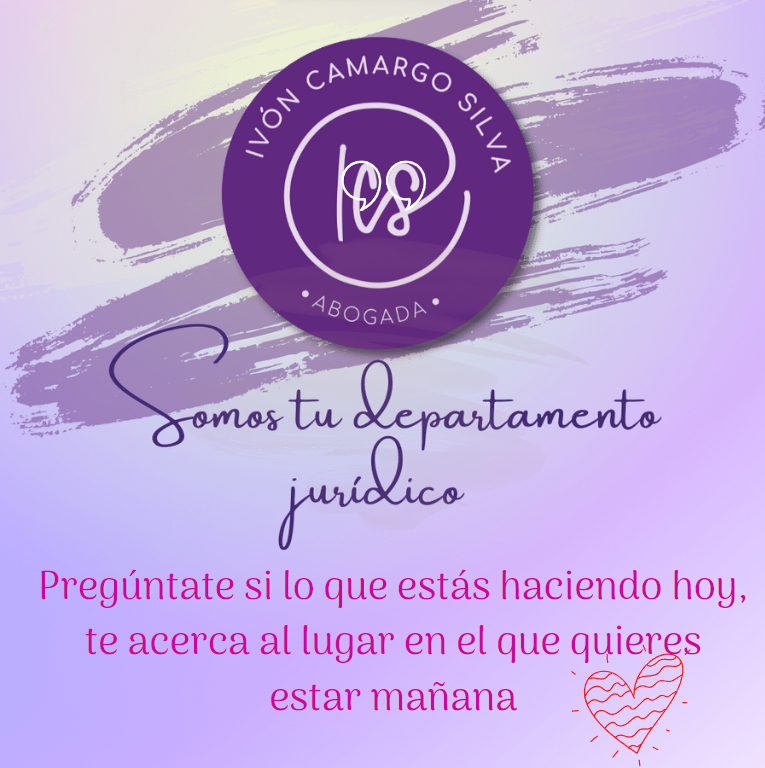 IVÓN CAMARGO SILVA
ics
• ABOGADA •
Somos tu departamento
jurídico
Pregúntate si lo que estás haciendo hoy,
te acerca al lugar en el que quieres
estar mañana